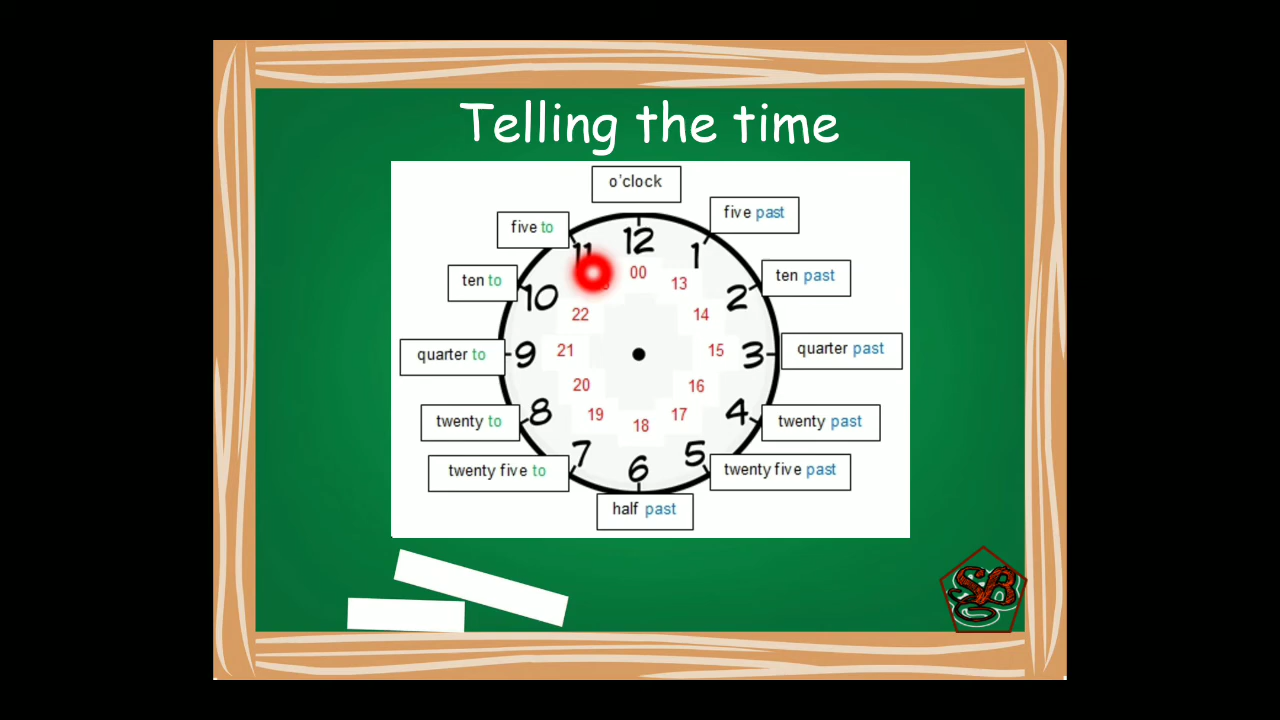 Telling the time
o'clock
five to
five past
12
11
1
00
13
ten to
ten past
10
2
22
14
quarter to
quarter past
9
3
21
15
20
16
8
4
twenty to
twenty past
19
17
18
7
5
6
twenty five to
twenty five past
half past
SGB